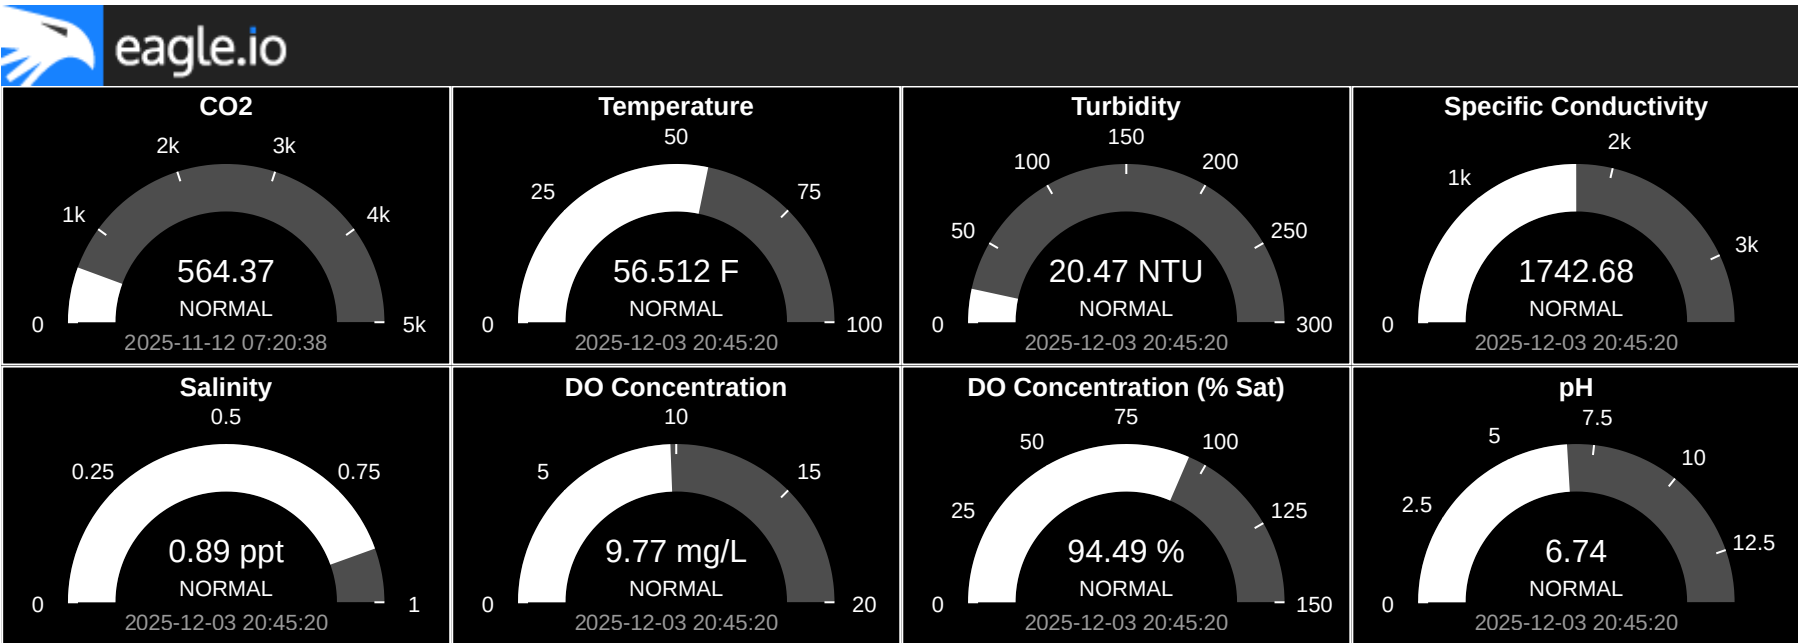 eagle.io
CO2
0
1k
2k
3k
4k
5k
564.37
NORMAL
2025-11-12 07:20:38
Temperature
0
25
50
75
100
56.512 F
NORMAL
2025-12-03 20:45:20
Turbidity
0
50
100
150
200
250
300
20.47 NTU
NORMAL
2025-12-03 20:45:20
Specific Conductivity
0
1k
2k
3k
1742.68
NORMAL
2025-12-03 20:45:20
Salinity
0
0.25
0.5
0.75
1
0.89 ppt
NORMAL
2025-12-03 20:45:20
DO Concentration
0
5
10
15
20
9.77 mg/L
NORMAL
2025-12-03 20:45:20
DO Concentration (% Sat)
0
25
50
75
100
125
150
94.49 %
NORMAL
2025-12-03 20:45:20
pH
0
2.5
5
7.5
10
12.5
6.74
NORMAL
2025-12-03 20:45:20